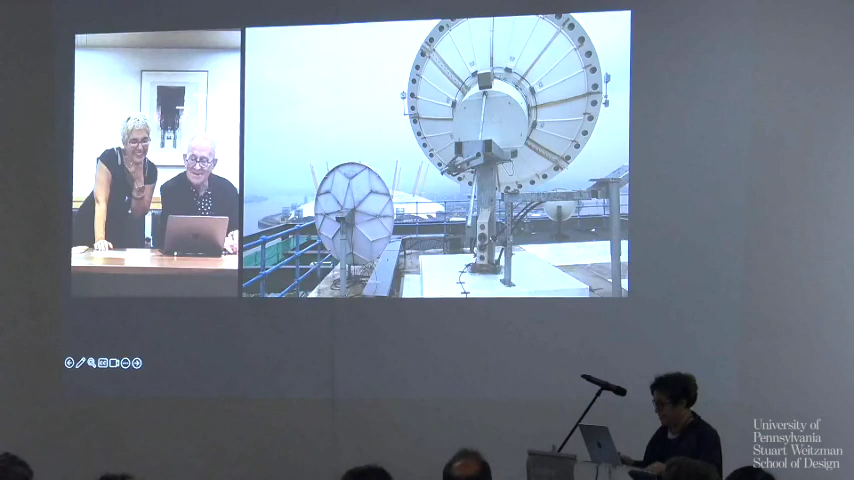 University of
Pennsylvania
Stuart Weitzman
School of Design